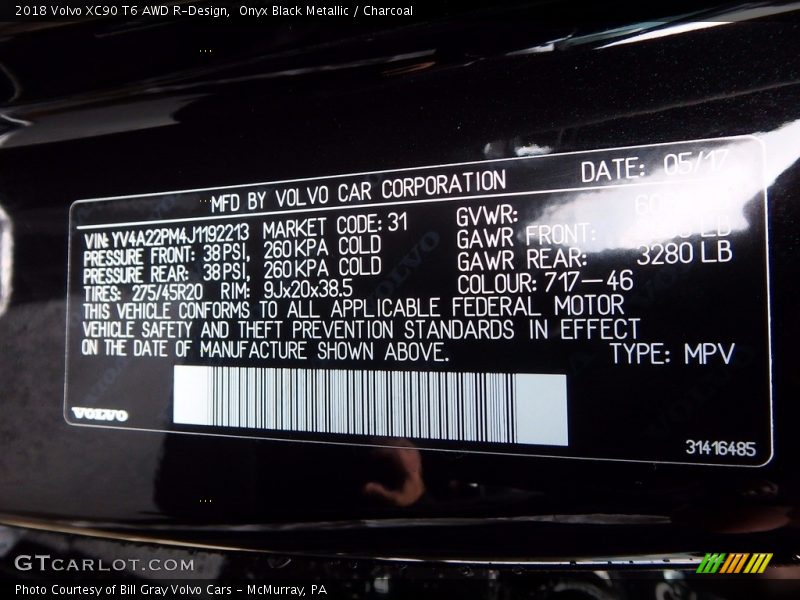 2018 Volvo XC90 T6 AWD R-Design, Onyx Black Metallic / Charcoal
MFD BY VOLVO CAR CORPORATION DATE: 05/17
VIN: YV4A22PM4J1192213 MARKET CODE: 31 GVWR:
PRESSURE FRONT: 38 PSI, 260 KPA COLD GAWR FRONT: LB
PRESSURE REAR: 38 PSI, 260 KPA COLD GAWR REAR: 3280 LB
TIRES: 275/45R20 RIM: 9Jx20x38.5 COLOUR: 717-46
THIS VEHICLE CONFORMS TO ALL APPLICABLE FEDERAL MOTOR
VEHICLE SAFETY AND THEFT PREVENTION STANDARDS IN EFFECT
ON THE DATE OF MANUFACTURE SHOWN ABOVE. TYPE: MPV
VOLVO
31416485
GTCARLOT.COM
Photo Courtesy of Bill Gray Volvo Cars - McMurray, PA